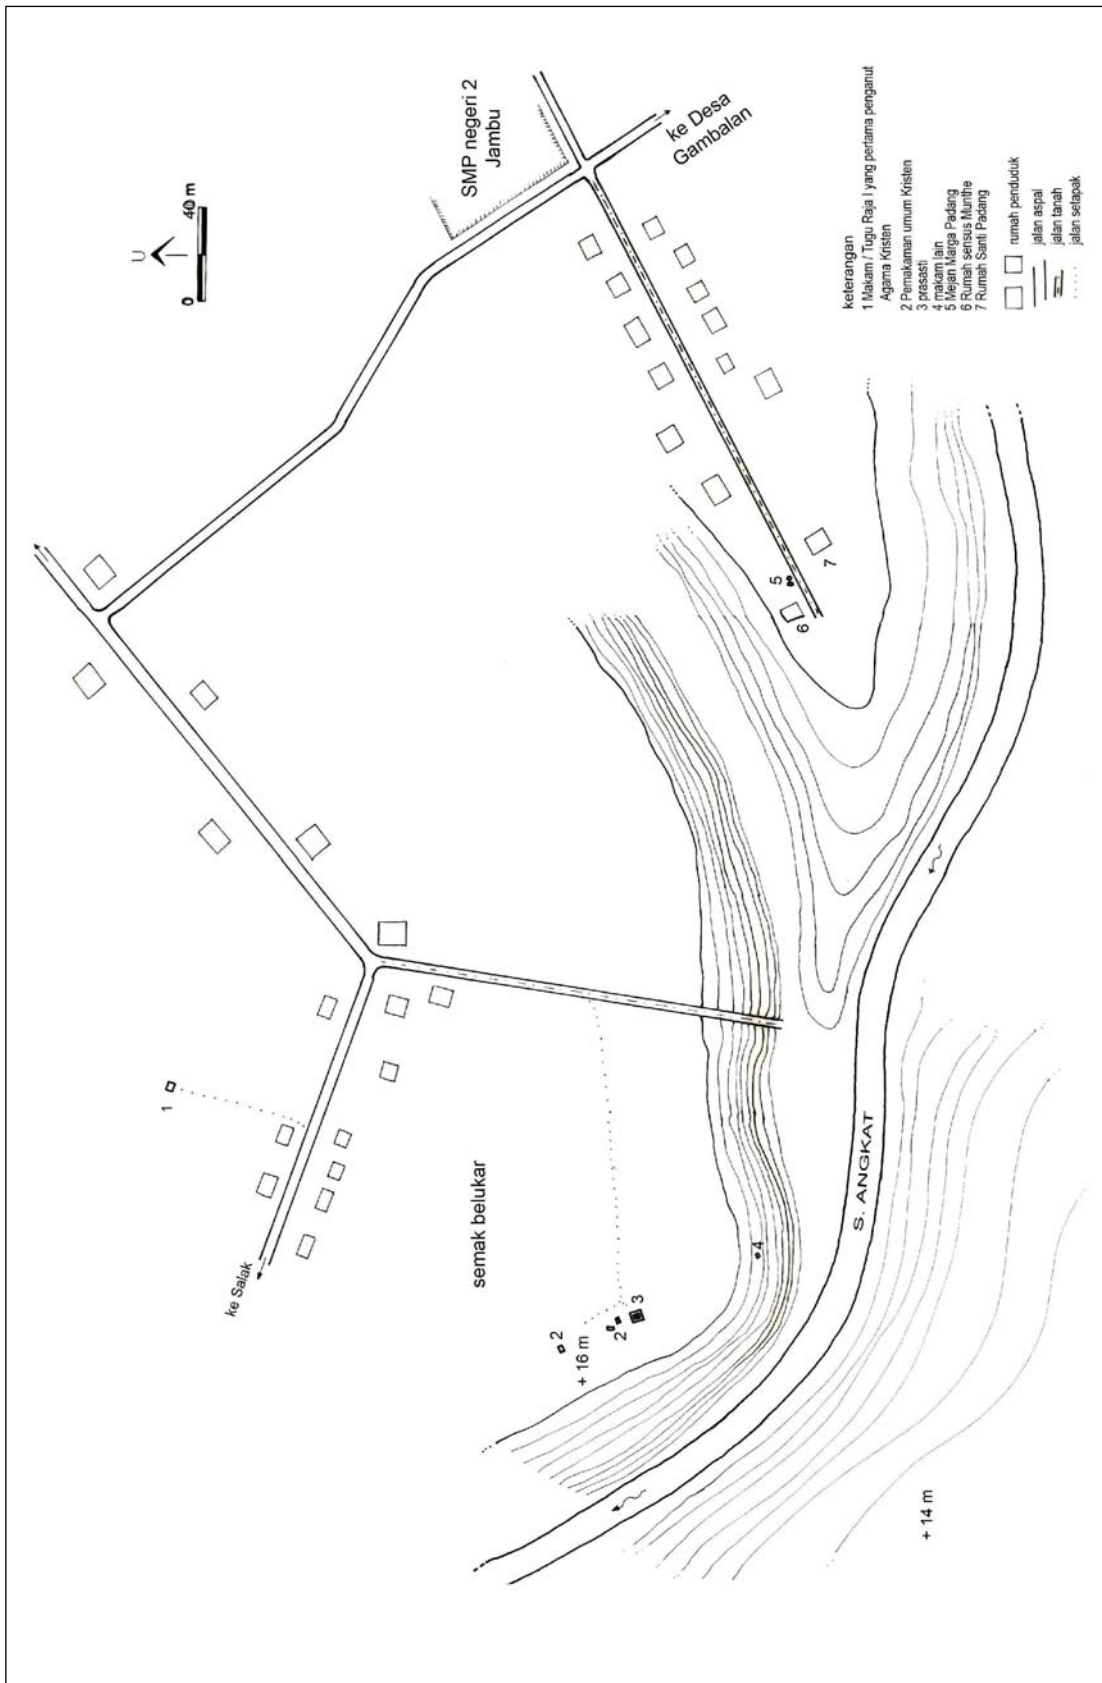 U
0 40 m
SMP negeri 2
Jambu
ke Desa
Gambalan
ke Salak
1
semak belukar
2
+ 16 m
2
3
4
5
6
7
S. ANGKAT
+ 14 m
keterangan
1 Makam / Tugu Raja I yang pertama penganut
Agama Kristen
2 Pemakaman umum Kristen
3 prasasti
4 makam lain
5 Mejan Marga Padang
6 Rumah sensus Munthe
7 Rumah Santi Padang
rumah penduduk
jalan aspal
jalan tanah
jalan setapak